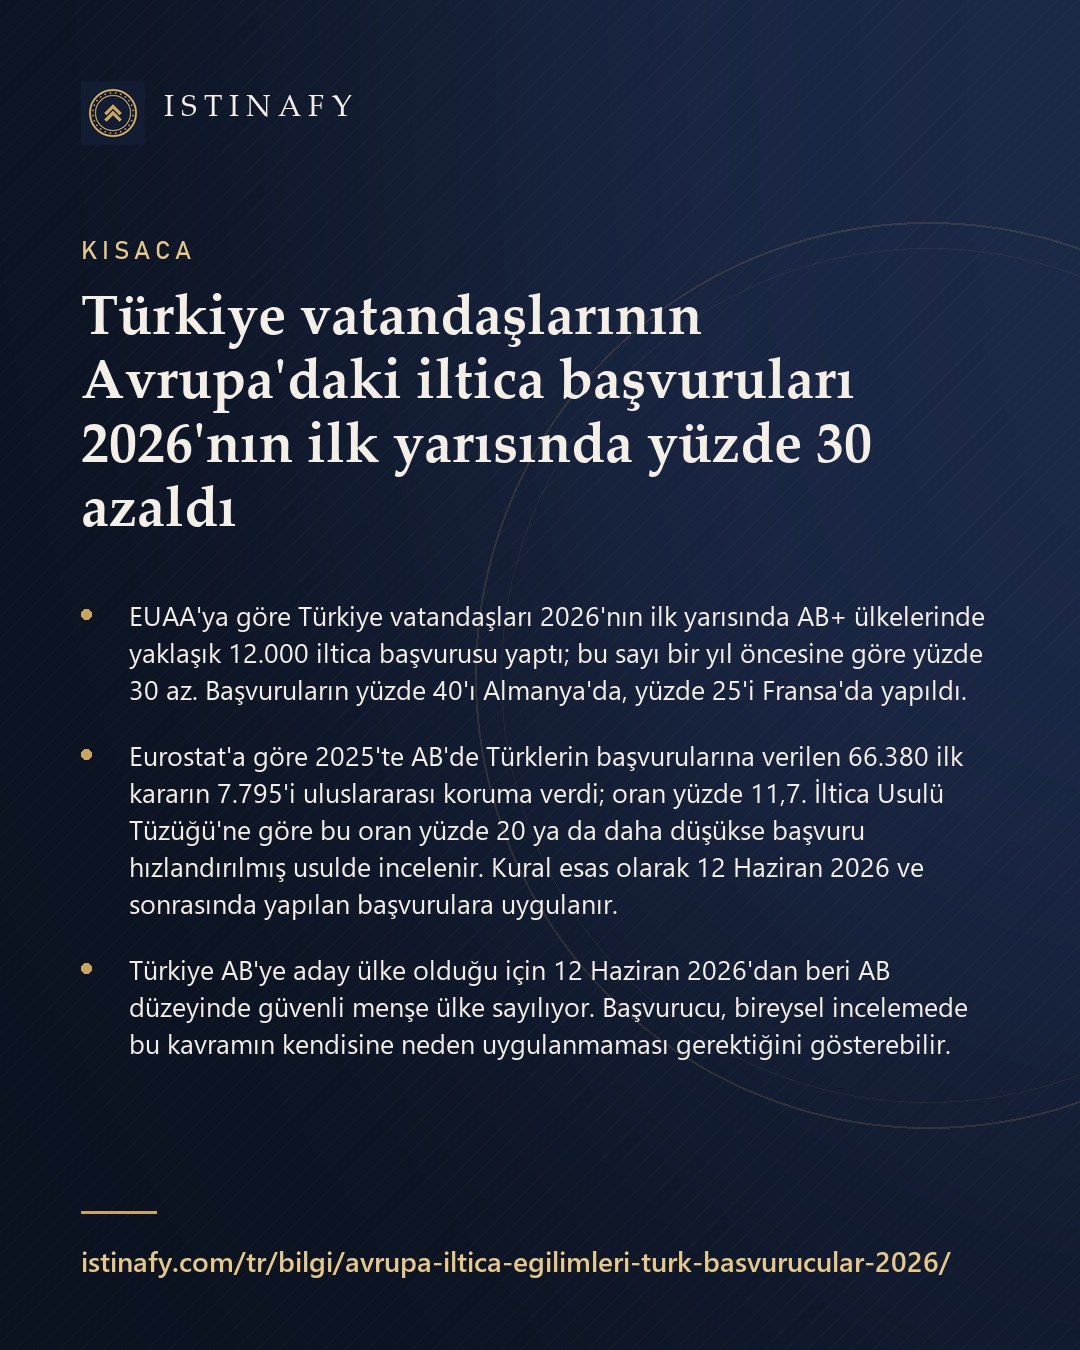 ISTINAFY
KISACA
Türkiye vatandaşlarının
Avrupa'daki iltica başvuruları
2026'nın ilk yarısında yüzde 30
azaldı
EUAA'ya göre Türkiye vatandaşları 2026'nın ilk yarısında AB+ ülkelerinde
yaklaşık 12.000 iltica başvurusu yaptı; bu sayı bir yıl öncesine göre yüzde
30 az. Başvuruların yüzde 40'ı Almanya'da, yüzde 25'i Fransa'da yapıldı.
Eurostat'a göre 2025'te AB'de Türklerin başvurularına verilen 66.380 ilk
kararın 7.795'i uluslararası koruma verdi; oran yüzde 11,7. İltica Usulü
Tüzüğü'ne göre bu oran yüzde 20 ya da daha düşükse başvuru
hızlandırılmış usulde incelenir. Kural esas olarak 12 Haziran 2026 ve
sonrasında yapılan başvurulara uygulanır.
Türkiye AB'ye aday ülke olduğu için 12 Haziran 2026'dan beri AB
düzeyinde güvenli menşe ülke sayılıyor. Başvurucu, bireysel incelemede
bu kavramın kendisine neden uygulanmaması gerektiğini gösterebilir.
istinafy.com/tr/bilgi/avrupa-iltica-egilimleri-turk-basvurucular-2026/